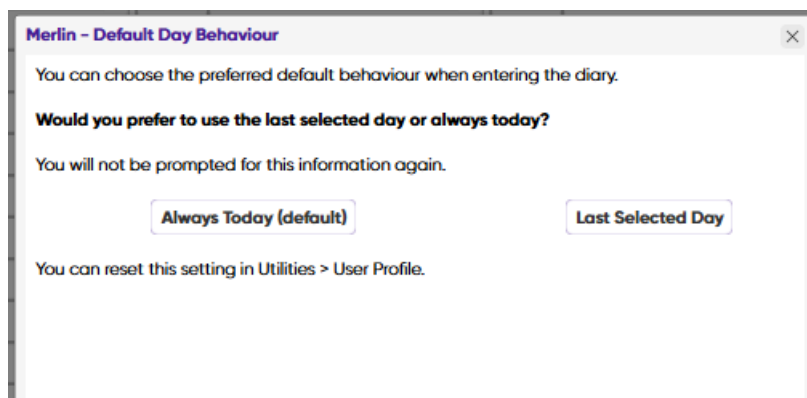 Merlin – Default Day Behaviour
You can choose the preferred default behaviour when entering the diary.
Would you prefer to use the last selected day or always today?
You will not be prompted for this information again.
Always Today (default) Last Selected Day
You can reset this setting in Utilities > User Profile.